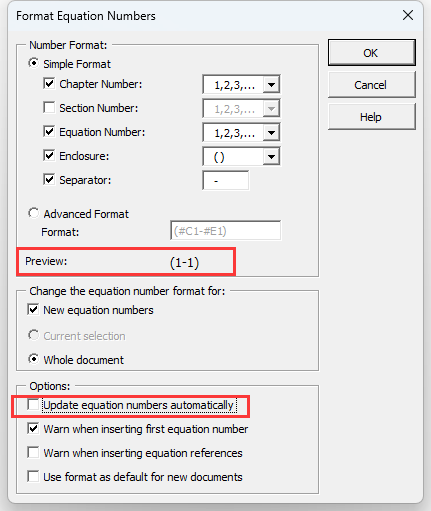 Format Equation Numbers
Number Format:
OK
Simple Format
Chapter Number: 1,2,3,...
Cancel
Section Number: 1,2,3,...
Help
Equation Number: 1,2,3,...
Enclosure: ( )
Separator: -
Advanced Format
Format: (#C1-#E1)
Preview: (1-1)
Change the equation number format for:
New equation numbers
Current selection
Whole document
Options:
Update equation numbers automatically
Warn when inserting first equation number
Warn when inserting equation references
Use format as default for new documents